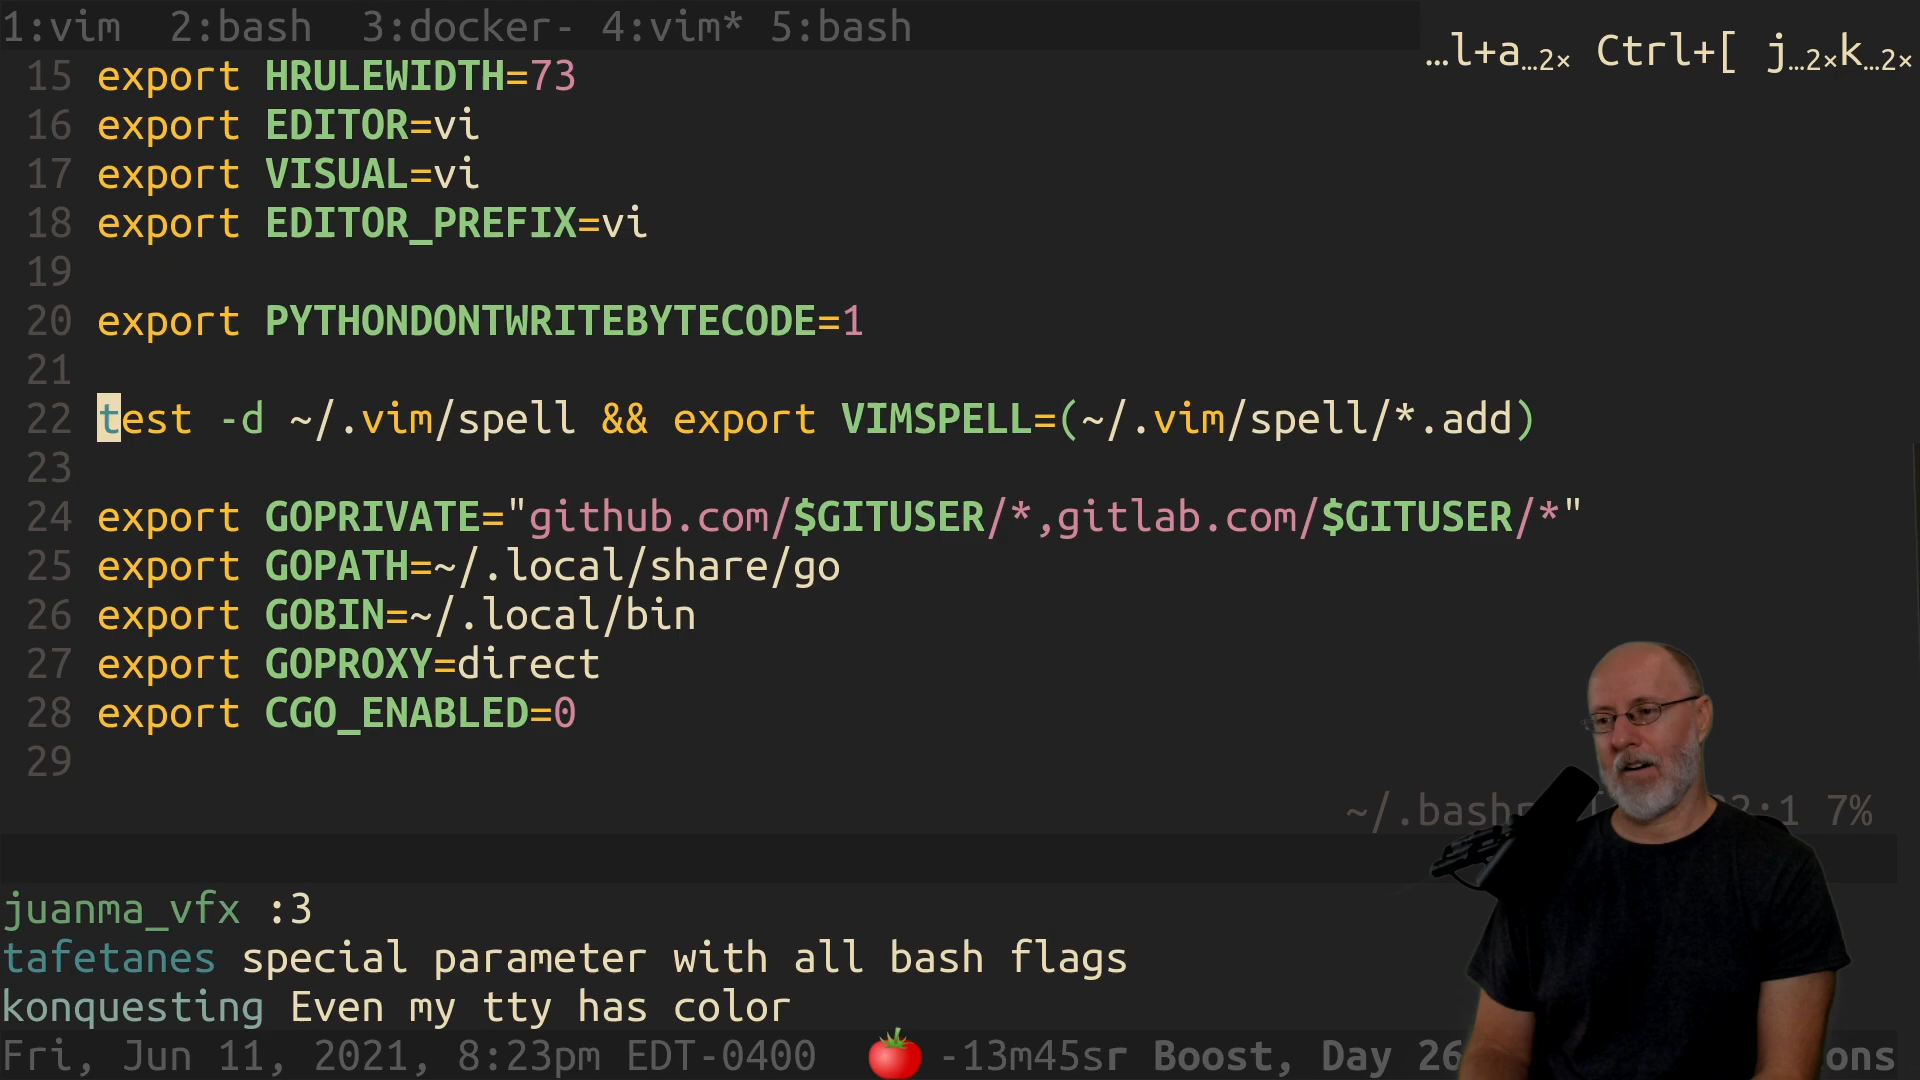 1:vim  2:bash  3:docker- 4:vim* 5:bash
…l+a…2× Ctrl+[ j…2×k…2×
15 export HRULEWIDTH=73
16 export EDITOR=vi
17 export VISUAL=vi
18 export EDITOR_PREFIX=vi
19
20 export PYTHONDONTWRITEBYTECODE=1
21
22 test -d ~/.vim/spell && export VIMSPELL=(~/.vim/spell/*.add)
23
24 export GOPRIVATE="github.com/$GITUSER/*,gitlab.com/$GITUSER/*"
25 export GOPATH=~/.local/share/go
26 export GOBIN=~/.local/bin
27 export GOPROXY=direct
28 export CGO_ENABLED=0
29
:1 7%
juanma_vfx :3
tafetanes special parameter with all bash flags
konquesting Even my tty has color
Fri, Jun 11, 2021, 8:23pm EDT-0400 🍅 -13m45sr Boost, Day 26